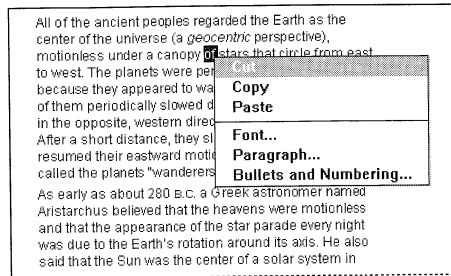 All of the ancient peoples regarded the Earth as the
center of the universe (a geocentric perspective),
motionless under a canopy of stars that circle from east
to west. The planets were
because they appeared to
of them periodically slowed
in the opposite, western
After a short distance, they
resumed their eastward
called the planets "wanderers
Cut
Copy
Paste
Font...
Paragraph...
Bullets and Numbering...
As early as about 280 B.C. a Greek astronomer named
Aristarchus believed that the heavens were motionless
and that the appearance of the star parade every night
was due to the Earth's rotation around its axis. He also
said that the Sun was the center of a solar system in